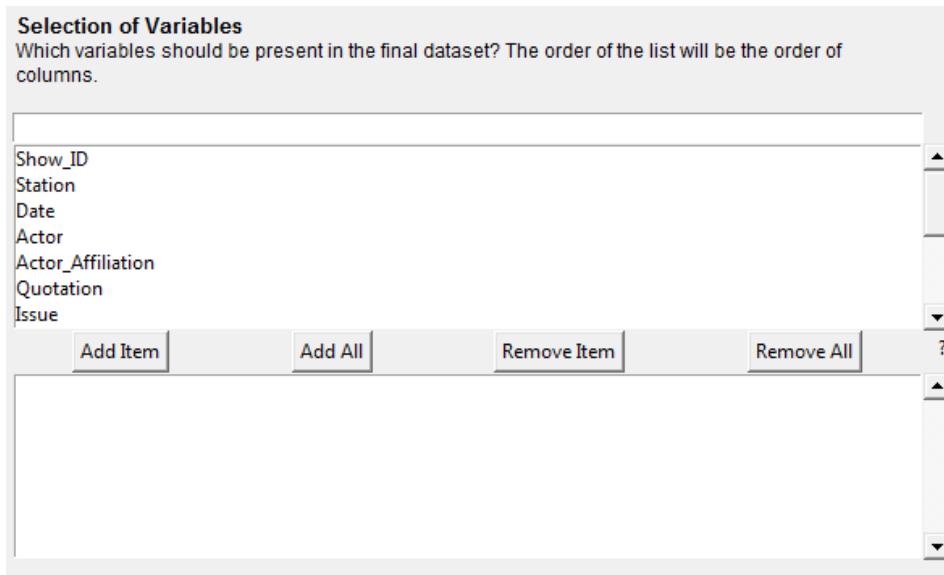 Selection of Variables
Which variables should be present in the final dataset? The order of the list will be the order of
columns.
Show_ID
Station
Date
Actor
Actor_Affiliation
Quotation
Issue
Add Item Add All Remove Item Remove All ?